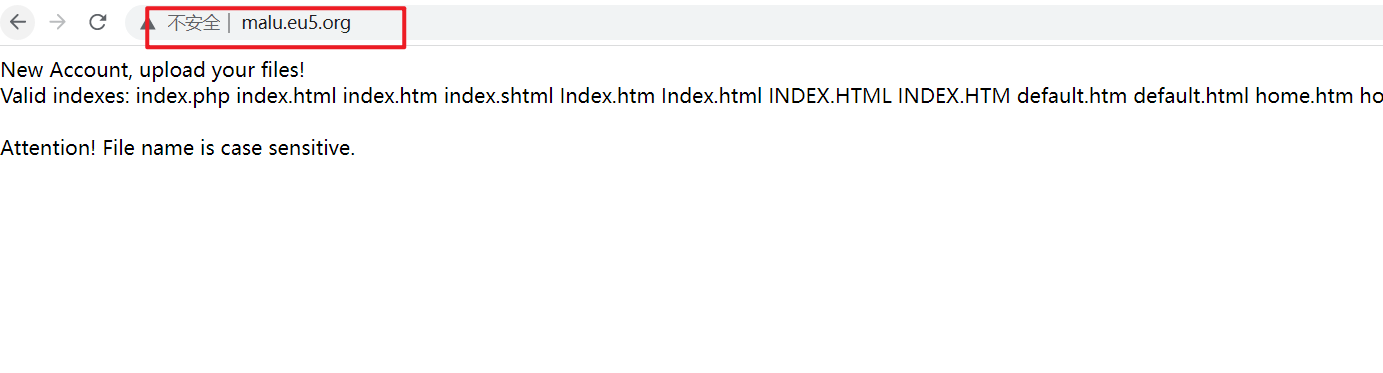 不安全 | malu.eu5.org
New Account, upload your files!
Valid indexes: index.php index.html index.htm index.shtml Index.htm Index.html INDEX.HTML INDEX.HTM default.htm default.html home.htm ho
Attention! File name is case sensitive.